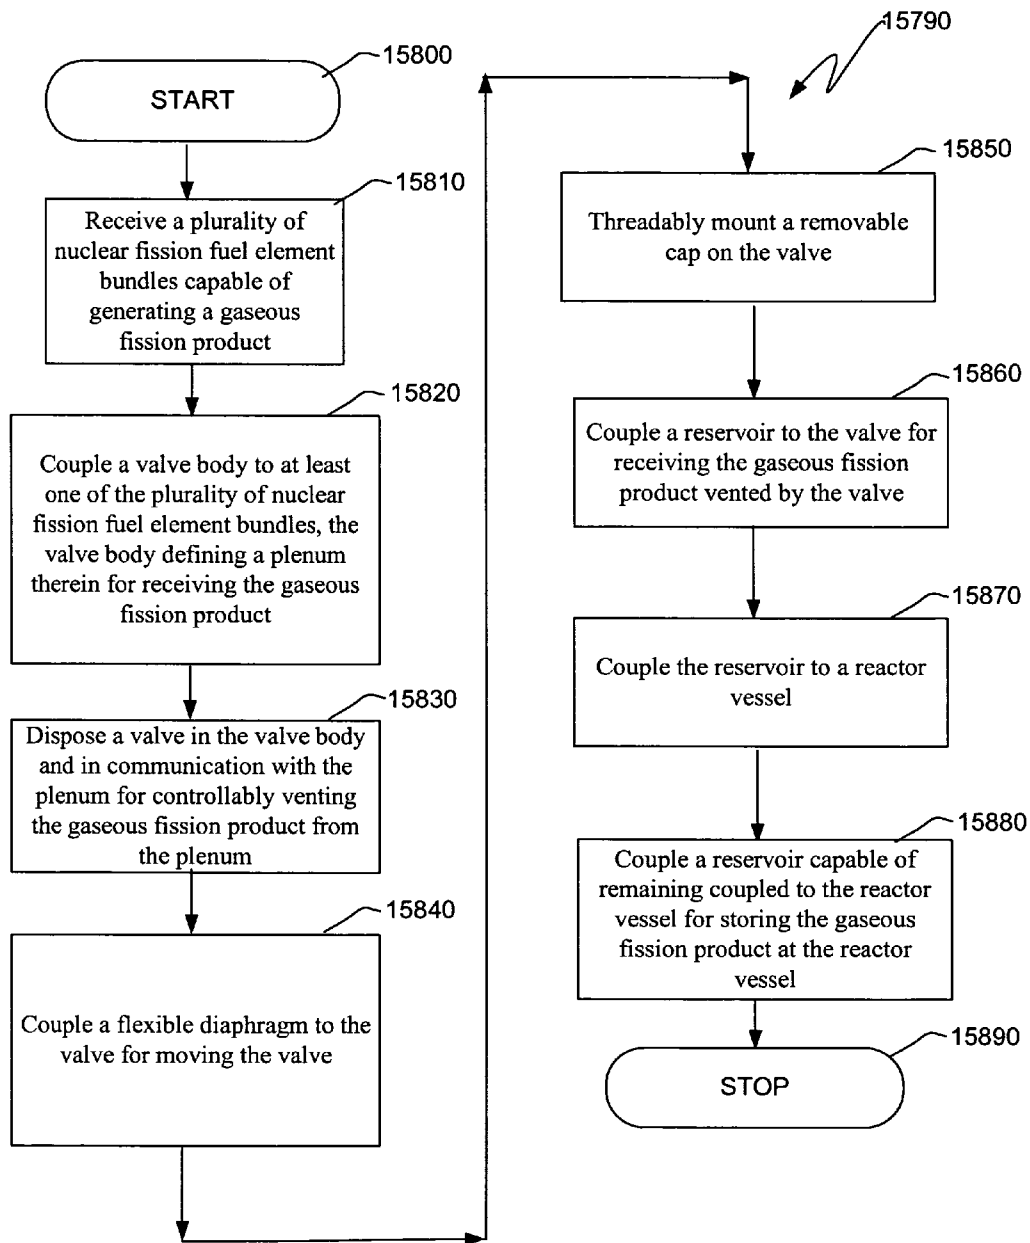 15790
15800
START
15810
Receive a plurality of
nuclear fission fuel element
bundles capable of
generating a gaseous
fission product
15820
Couple a valve body to at least
one of the plurality of nuclear
fission fuel element bundles, the
valve body defining a plenum
therein for receiving the gaseous
fission product
15830
Dispose a valve in the valve body
and in communication with the
plenum for controllably venting
the gaseous fission product from
the plenum
15840
Couple a flexible diaphragm to the
valve for moving the valve
15850
Threadably mount a removable
cap on the valve
15860
Couple a reservoir to the valve for
receiving the gaseous fission
product vented by the valve
15870
Couple the reservoir to a reactor
vessel
15880
Couple a reservoir capable of
remaining coupled to the reactor
vessel for storing the gaseous
fission product at the reactor
vessel
15890
STOP